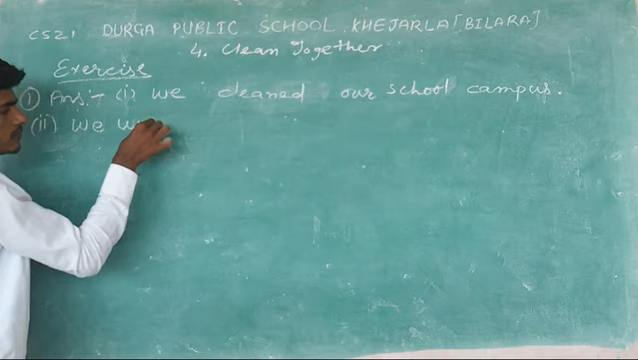 CS21 DURGA PUBLIC SCHOOL KHEJARLA [BILARA]
4. Clean Together
Exercise
① Ans:- (i) we cleaned our school campus.
(ii) We